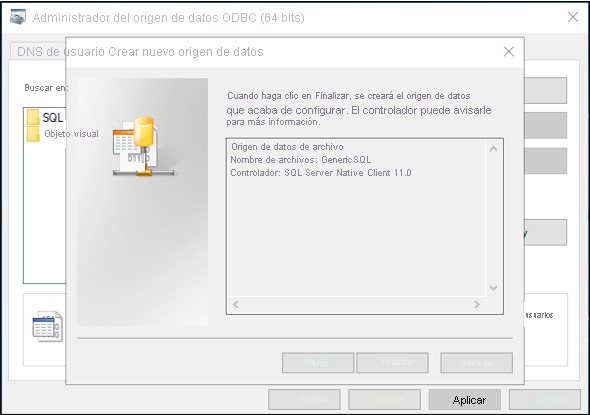 Administrador del origen de datos ODBC (64 bits)
DNS de usuario Crear nuevo origen de datos
Buscar en:
SQL
Objeto visual
Cuando haga clic en Finalizar, se creará el origen de datos
que acaba de configurar. El controlador puede avisarle
para más información.
Origen de datos de archivo
Nombre de archivos: GenericSQL
Controlador: SQL Server Native Client 11.0
usuarios
Finalizar
Cancelar
Aplicar